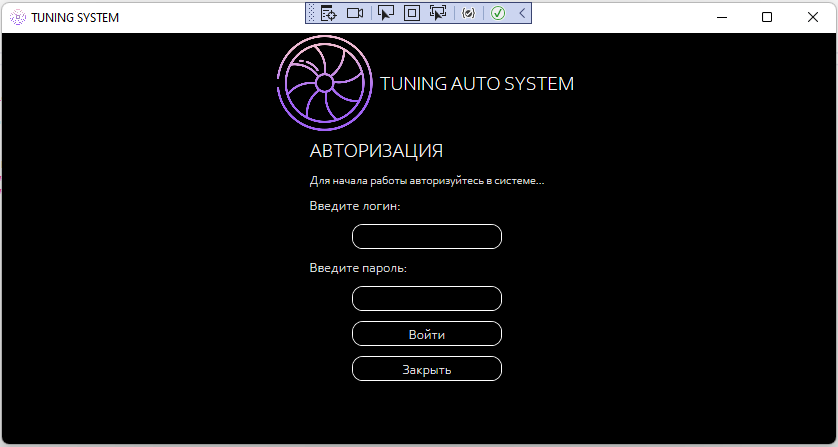 TUNING SYSTEM
TUNING AUTO SYSTEM
АВТОРИЗАЦИЯ
Для начала работы авторизуйтесь в системе...
Введите логин:
Введите пароль:
Войти
Закрыть